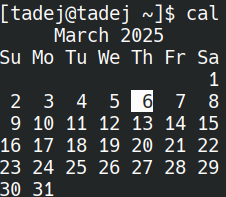 [tadej@tadej ~]$ cal
     March 2025
Su Mo Tu We Th Fr Sa
                   1
 2  3  4  5  6  7  8
 9 10 11 12 13 14 15
16 17 18 19 20 21 22
23 24 25 26 27 28 29
30 31